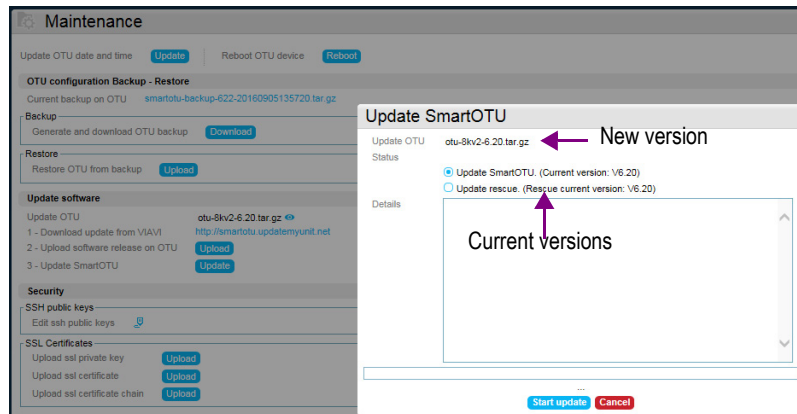 Maintenance
Update OTU date and time Update Reboot OTU device Reboot
OTU configuration Backup - Restore
Current backup on OTU smartotu-backup-622-20160905135720.tar.gz
Backup
Generate and download OTU backup Download
Restore
Restore OTU from backup Upload
Update software
Update OTU otu-8kv2-6.20.tar.gz
1 - Download update from VIAVI http://smartotu.updatemyunit.net
2 - Upload software release on OTU Upload
3 - Update SmartOTU Update
Security
SSH public keys
Edit ssh public keys
SSL Certificates
Upload ssl private key Upload
Upload ssl certificate Upload
Upload ssl certificate chain Upload
Update SmartOTU
Update OTU otu-8kv2-6.20.tar.gz New version
Status
Update SmartOTU. (Current version: V6.20)
Update rescue. (Rescue current version: V6.20)
Details
Current versions
...
Start update Cancel